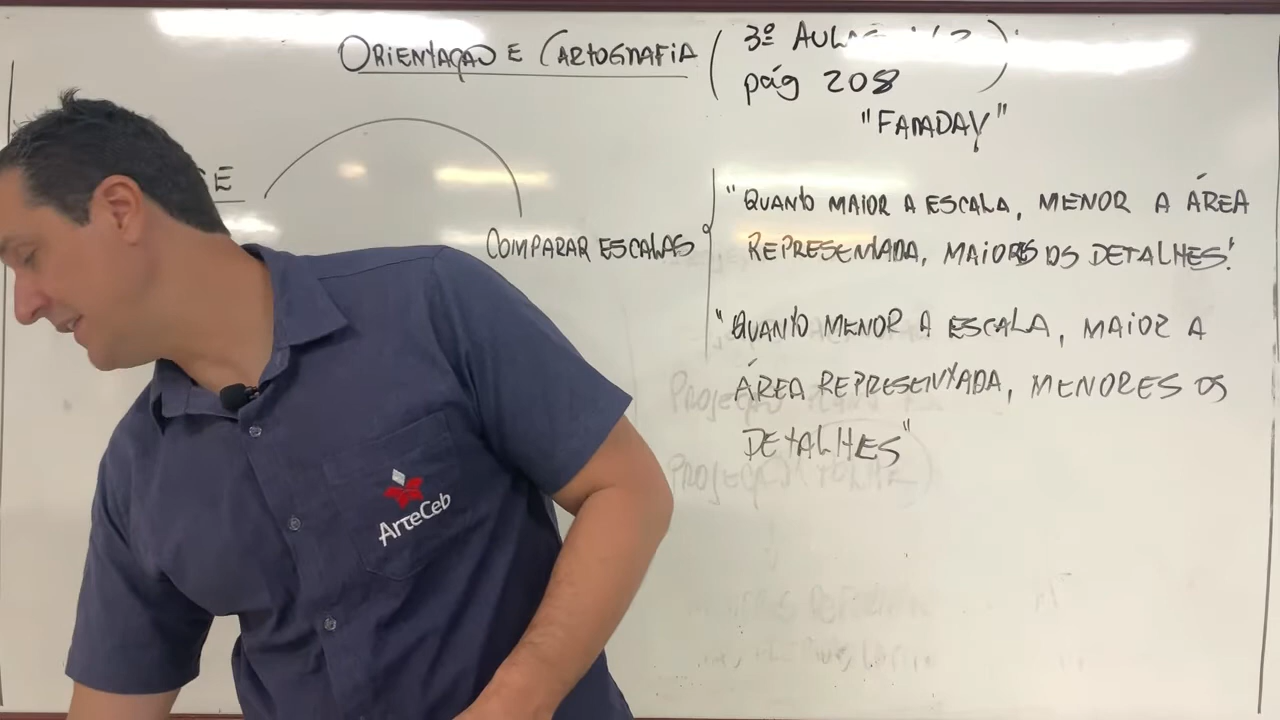 ORIENTAÇÃO E CARTOGRAFIA
3ª AULA
pág 208
"FARADAY"
"QUANTO MAIOR A ESCALA, MENOR A ÁREA
COMPARAR ESCALAS
REPRESENTADA, MAIORES OS DETALHES".
"QUANTO MENOR A ESCALA, MAIOR A
ÁREA REPRESENTADA, MENORES OS
DETALHES"
ArteCeb